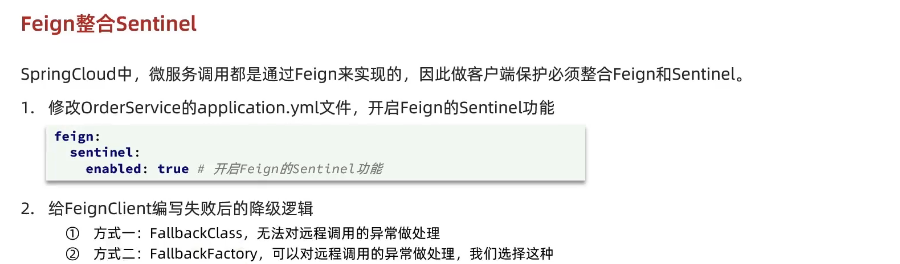 Feign整合Sentinel
SpringCloud中，微服务调用都是通过Feign来实现的，因此做客户端保护必须整合Feign和Sentinel。
1. 修改OrderService的application.yml文件，开启Feign的Sentinel功能
feign:
  sentinel:
    enabled: true # 开启Feign的Sentinel功能
2. 给FeignClient编写失败后的降级逻辑
① 方式一：FallbackClass，无法对远程调用的异常做处理
② 方式二：FallbackFactory，可以对远程调用的异常做处理，我们选择这种